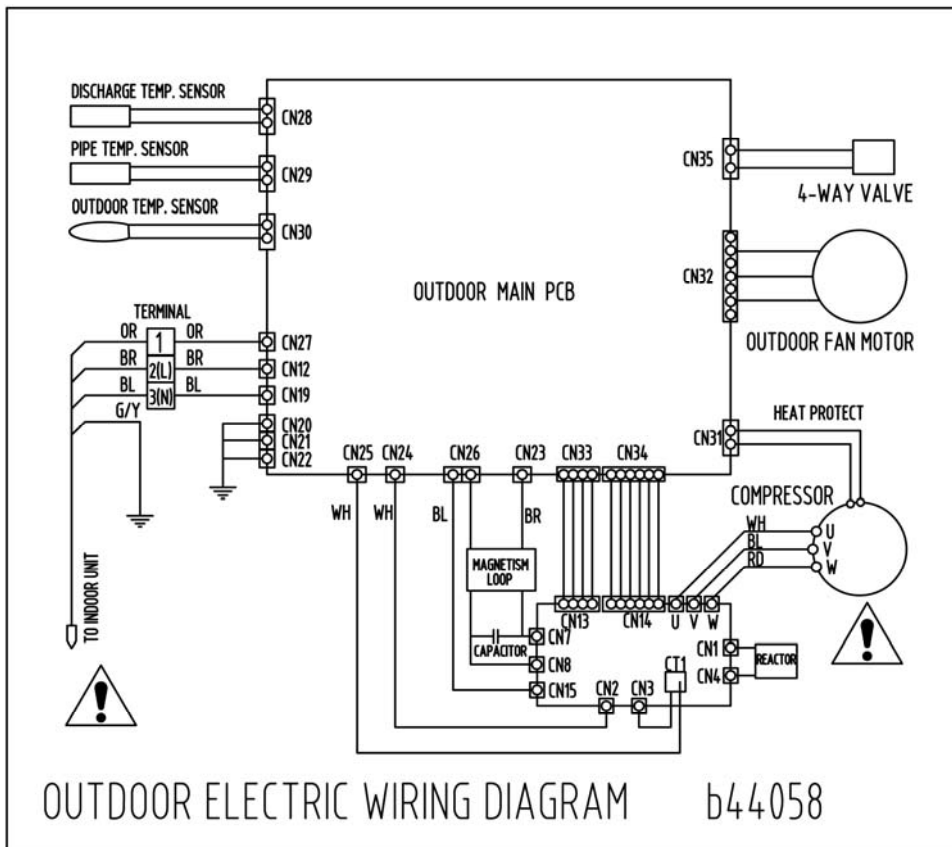 DISCHARGE TEMP. SENSOR
CN28
PIPE TEMP. SENSOR
CN29
OUTDOOR TEMP. SENSOR
CN30
CN35
4-WAY VALVE
CN32
OUTDOOR MAIN PCB
OUTDOOR FAN MOTOR
TERMINAL
OR 1 OR CN27
BR 2(L) BR CN12
BL 3(N) BL CN19
G/Y
CN20
CN21
CN22
HEAT PROTECT
CN31
CN25 CN24 CN26 CN23 CN33 CN34
WH WH BL BR
COMPRESSOR
WH U
BL V
RD W
MAGNETISM
LOOP
CN13 CN14 U V W
CN7
CAPACITOR
CN8
CN15
CN2 CN3 CT1
CN1
CN4
REACTOR
TO INDOOR UNIT
!
!
OUTDOOR ELECTRIC WIRING DIAGRAM b44058